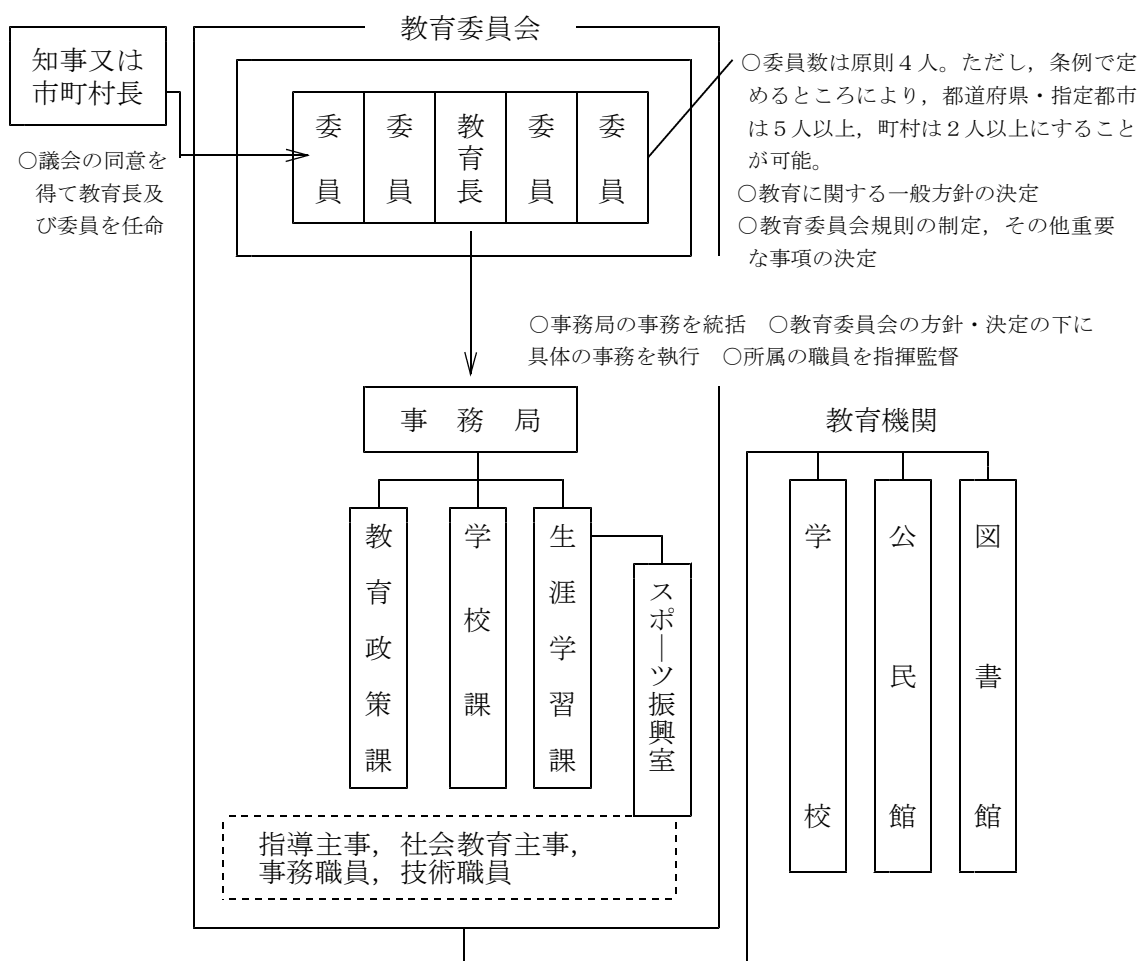 教育委員会
知事又は
市町村長
○議会の同意を
得て教育長及
び委員を任命
委員
委員
教育長
委員
委員
○委員数は原則４人。ただし，条例で定
めるところにより，都道府県・指定都市
は５人以上，町村は２人以上にすること
が可能。
○教育に関する一般方針の決定
○教育委員会規則の制定，その他重要
な事項の決定
○事務局の事務を統括　○教育委員会の方針・決定の下に
具体の事務を執行　○所属の職員を指揮監督
事　務　局
教育機関
教育政策課
学校課
生涯学習課
スポーツ振興室
学校
公民館
図書館
指導主事，社会教育主事，
事務職員，技術職員